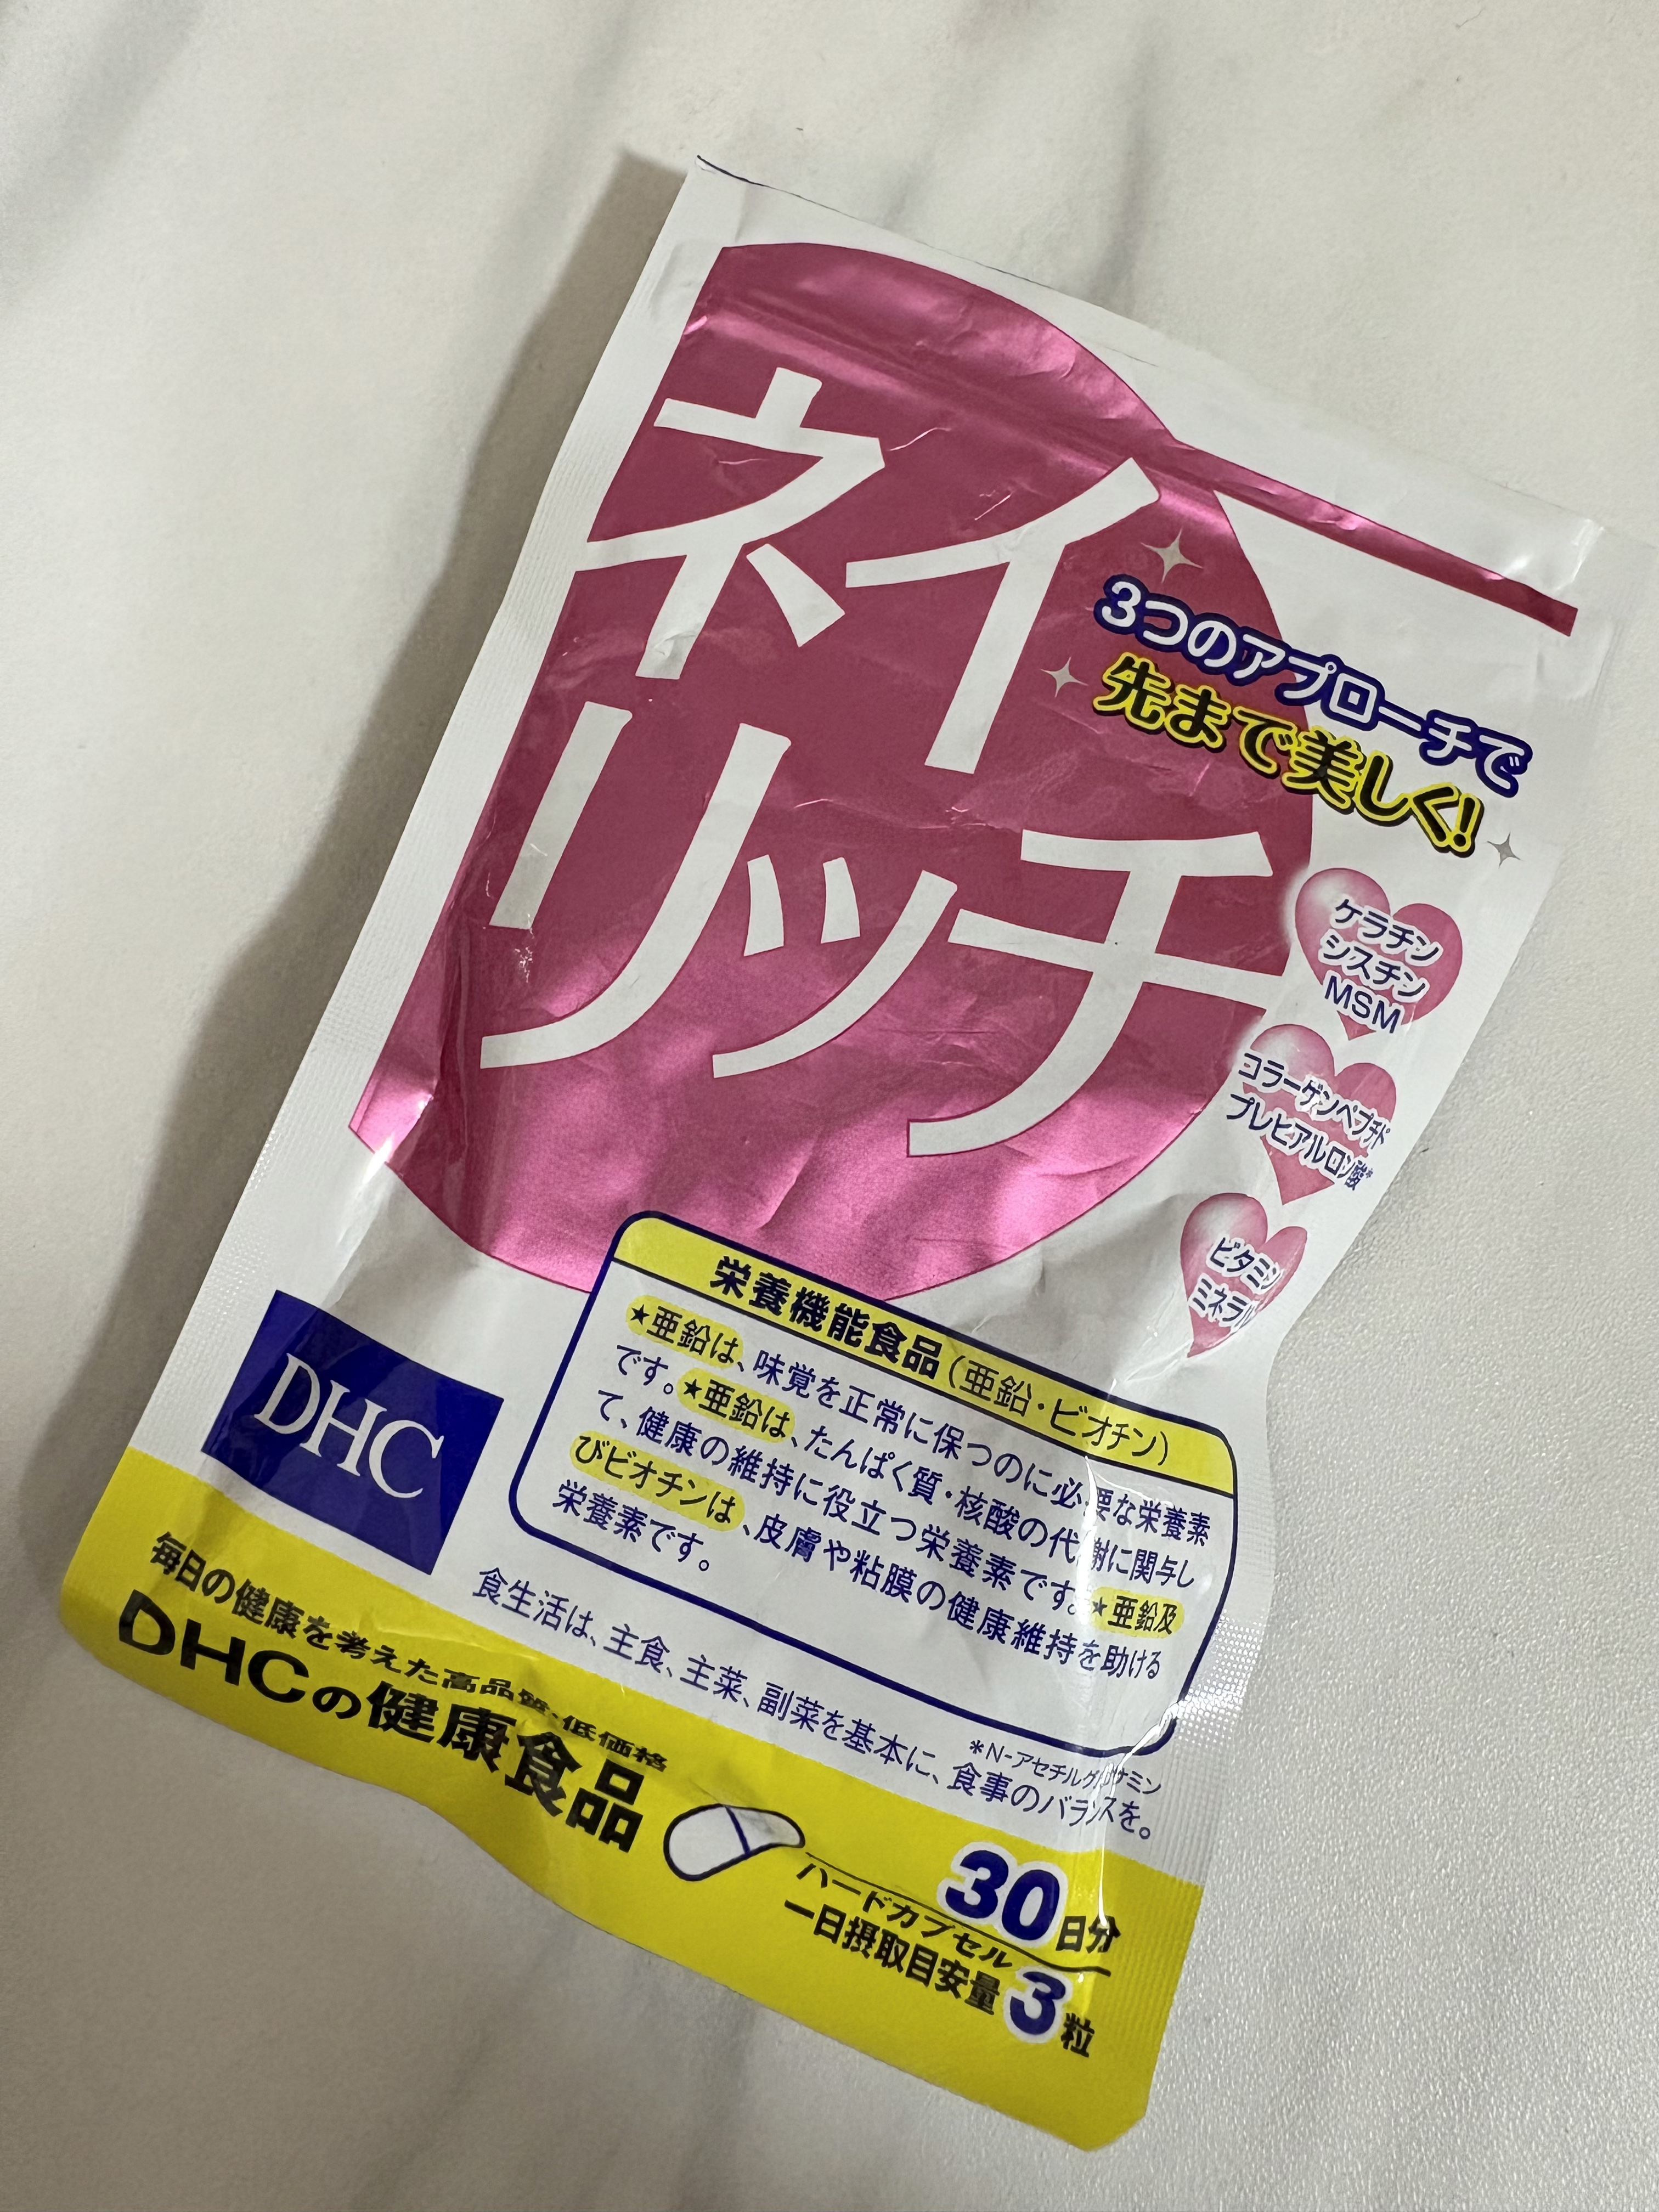 ネイ
リッチ
3つのアプローチで
先まで美しく!
ケラチン
シスチン
MSM
コラーゲンペプチド
プレヒアルロン酸*
ビタミン
ミネラル
栄養機能食品(亜鉛・ビオチン)
★亜鉛は、味覚を正常に保つのに必要な栄養素
です。★亜鉛は、たんぱく質・核酸の代謝に関与し
て、健康の維持に役立つ栄養素です。★亜鉛及
びビオチンは、皮膚や粘膜の健康維持を助ける
栄養素です。
*N-アセチルグルコサミン
食生活は、主食、主菜、副菜を基本に、食事のバランスを。
DHC
毎日の健康を考えた高品質、低価格
DHCの健康食品
30日分
ハードカプセル
一日摂取目安量3粒